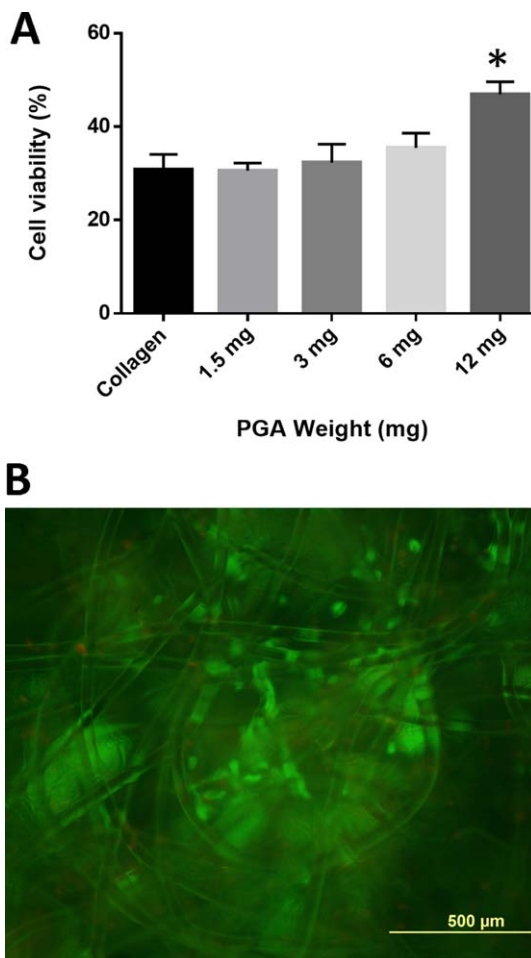 A
60
*
40
20
0
Cell viability (%)
Collagen
1.5 mg
3 mg
6 mg
12 mg
PGA Weight (mg)
B
500 µm